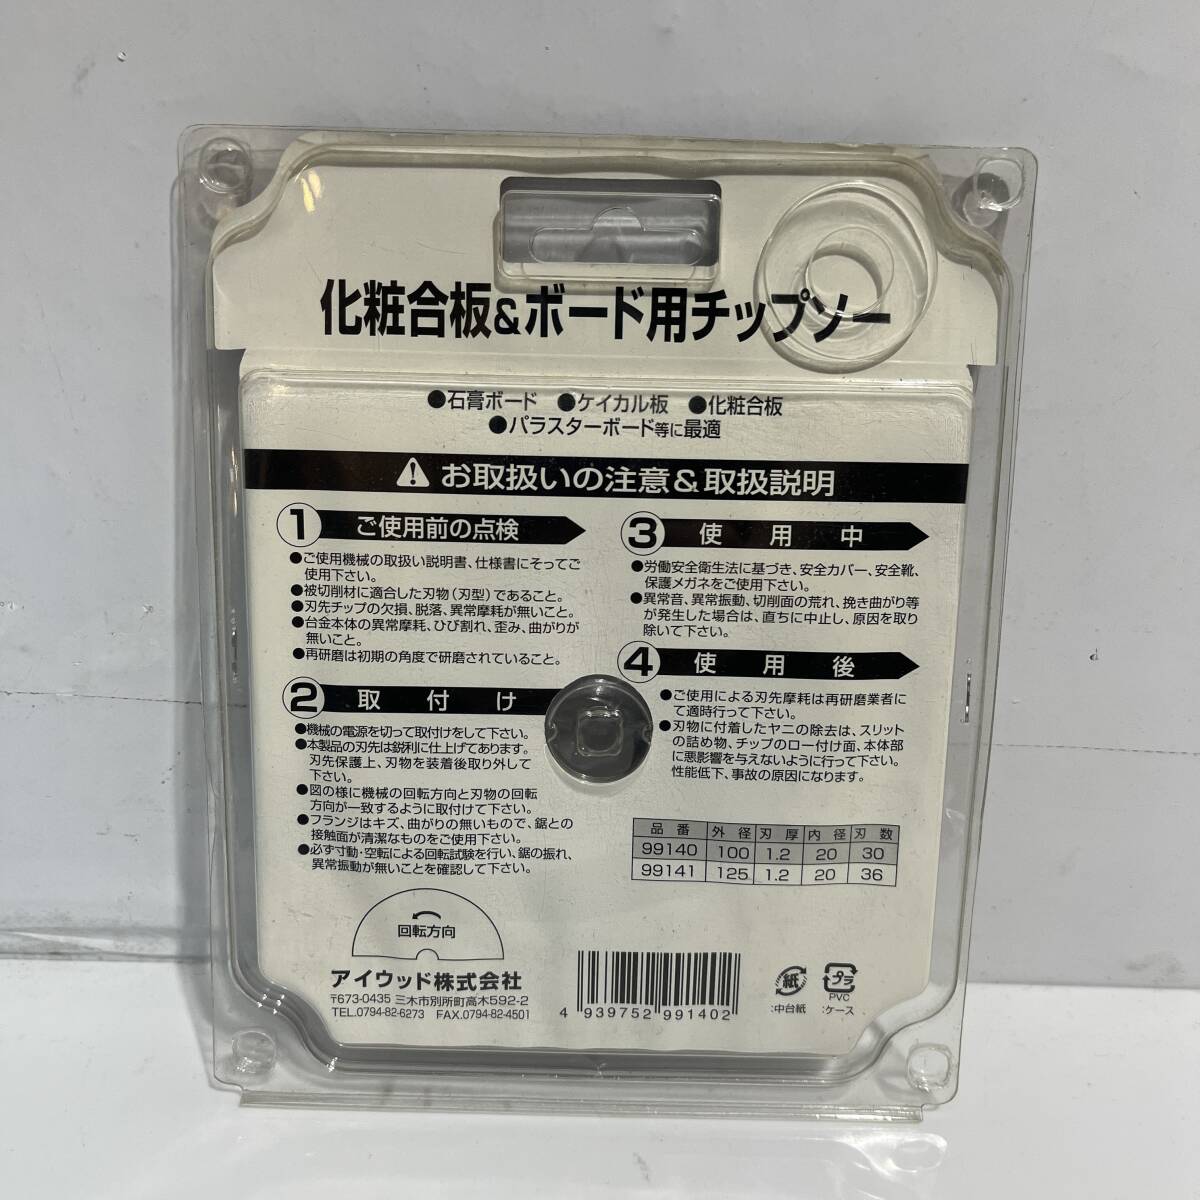 化粧合板&ボード用チップソー
●石膏ボード ●ケイカル板 ●化粧合板
●パラスターボード等に最適
お取扱いの注意&取扱説明
1 ご使用前の点検
●ご使用機械の取扱い説明書、仕様書にそってご
使用下さい。
●被切削材に適合した刃物(刃型)であること。
●刃先チップの欠損、脱落、異常摩耗が無いこと。
●台金本体の異常摩耗、ひび割れ、歪み、曲がりが
無いこと。
●再研磨は初期の角度で研磨されていること。
2 取付け
●機械の電源を切って取付けをして下さい。
●本製品の刃先は鋭利に仕上げてあります。
刃先保護上、刃物を装着後取り外して
下さい。
●図の様に機械の回転方向と刃物の回転
方向が一致するように取付けて下さい。
●フランジはキズ、曲がりの無いもので、鋸との
接触面が清潔なものをご使用下さい。
●必ず寸動・空転による回転試験を行い、鋸の振れ、
異常振動が無いことを確認して下さい。
回転方向
3 使用中
●労働安全衛生法に基づき、安全カバー、安全靴、
保護メガネをご使用下さい。
●異常音、異常振動、切削面の荒れ、挽き曲がり等
が発生した場合は、直ちに中止し、原因を取り
除いて下さい。
4 使用後
●ご使用による刃先摩耗は再研磨業者に
て適時行って下さい。
●刃物に付着したヤニの除去は、スリット
の詰め物、チップのロー付け面、本体部
に悪影響を与えないように行って下さい。
性能低下、事故の原因になります。
品番 外径 刃厚 内径 刃数
99140 100 1.2 20 30
99141 125 1.2 20 36
アイウッド株式会社
〒673-0435 三木市別所町高木592-2
TEL.0794-82-6273 FAX.0794-82-4501
4 939752 991402
紙
:中台紙
プラ
PVC
:ケース